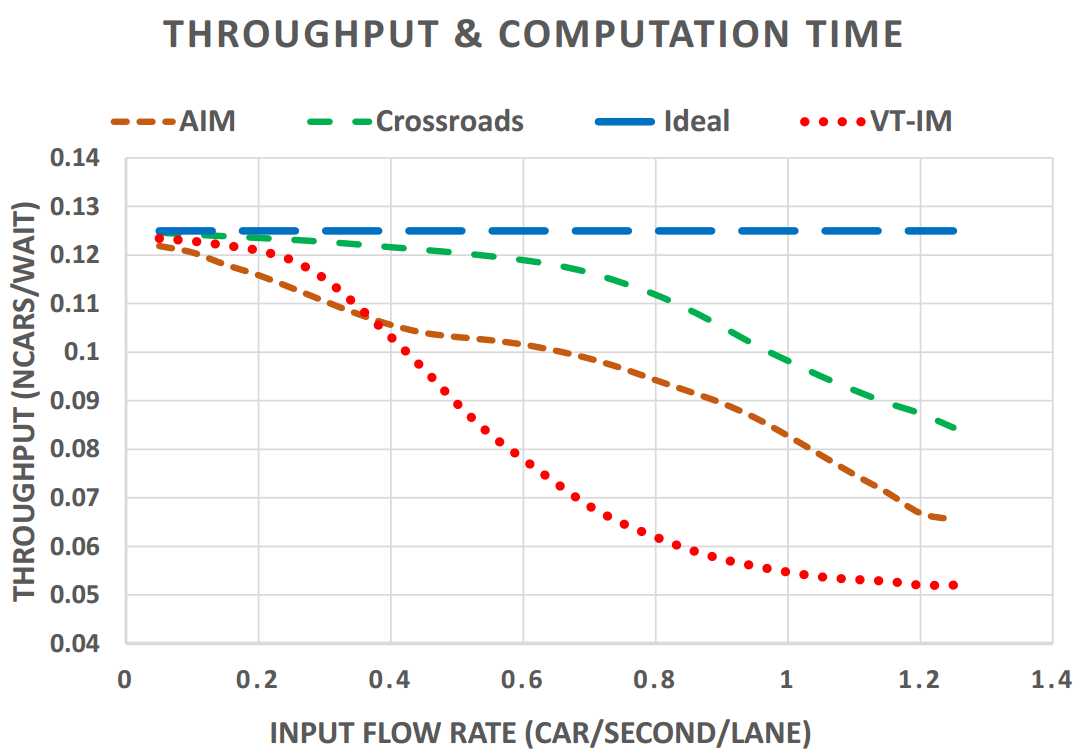 THROUGHPUT & COMPUTATION TIME
AIM Crossroads Ideal VT-IM
THROUGHPUT (NCARS/WAIT)
0.14
0.13
0.12
0.11
0.1
0.09
0.08
0.07
0.06
0.05
0.04
0 0.2 0.4 0.6 0.8 1 1.2 1.4
INPUT FLOW RATE (CAR/SECOND/LANE)